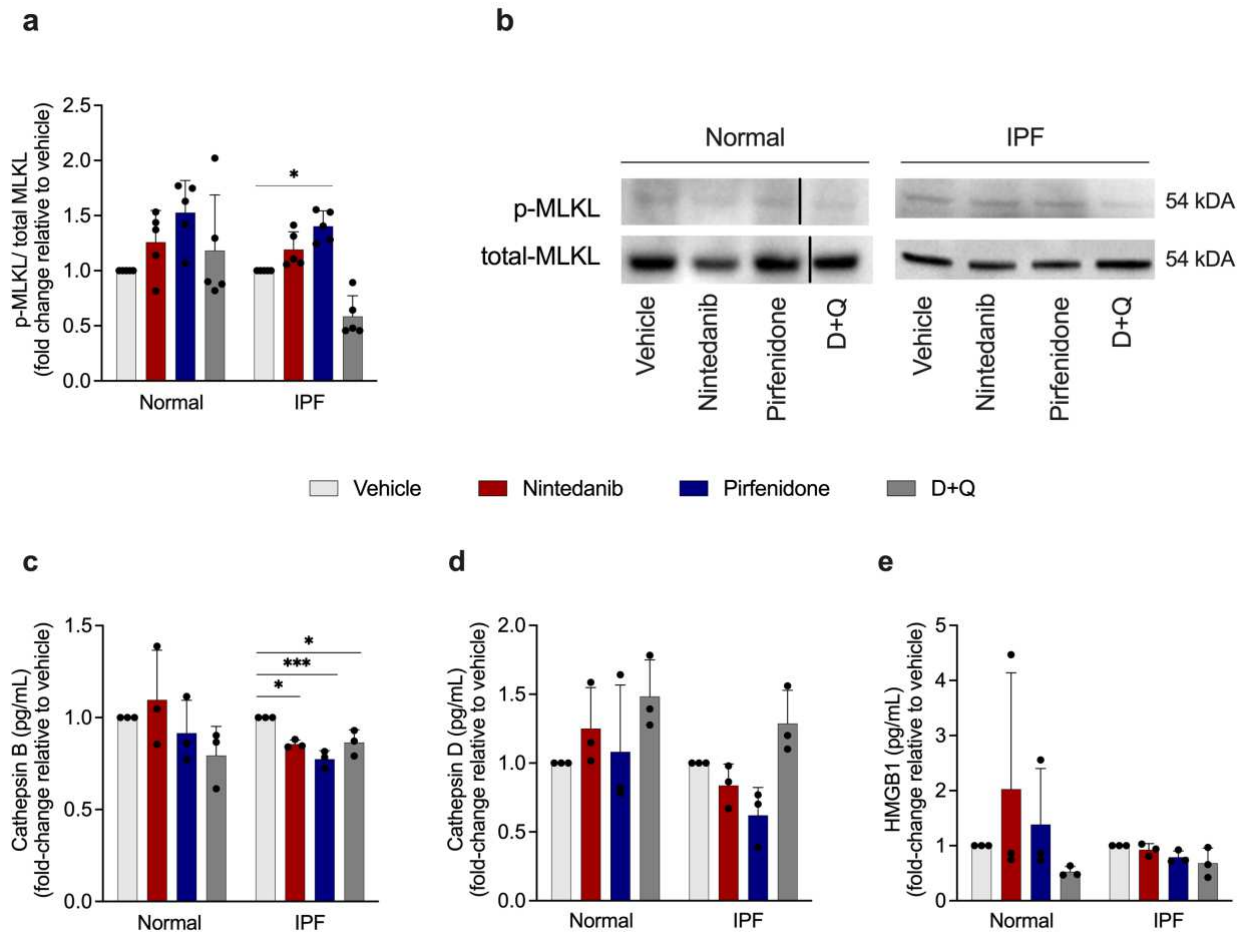 a
p-MLKL/ total MLKL
(fold change relative to vehicle)
2.5
2.0
1.5
1.0
0.5
0.0
*
Normal
IPF
b
Normal
IPF
p-MLKL
54 kDA
total-MLKL
54 kDA
Vehicle
Nintedanib
Pirfenidone
D+Q
Vehicle
Nintedanib
Pirfenidone
D+Q
Vehicle
Nintedanib
Pirfenidone
D+Q
c
Cathepsin B (pg/mL)
(fold-change relative to vehicle)
1.5
1.0
0.5
0.0
*
***
*
Normal
IPF
d
Cathepsin D (pg/mL)
(fold-change relative to vehicle)
2.0
1.5
1.0
0.5
0.0
Normal
IPF
e
HMGB1 (pg/mL)
(fold-change relative to vehicle)
5
4
3
2
1
0
Normal
IPF